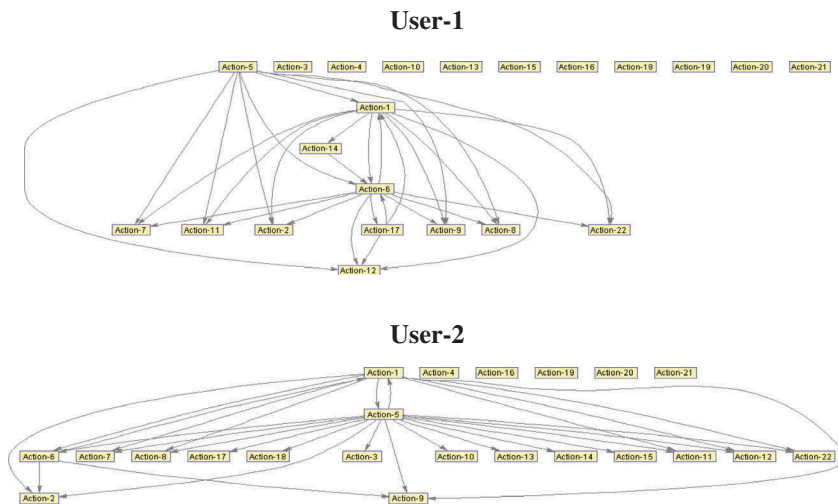 User-1
Action-5 Action-3 Action-4 Action-10 Action-13 Action-15 Action-16 Action-18 Action-19 Action-20 Action-21
Action-1
Action-14
Action-6
Action-7 Action-11 Action-2 Action-17 Action-9 Action-8 Action-22
Action-12
User-2
Action-1 Action-4 Action-16 Action-19 Action-20 Action-21
Action-5
Action-6 Action-7 Action-8 Action-17 Action-18 Action-3 Action-10 Action-13 Action-14 Action-15 Action-11 Action-12 Action-22
Action-2 Action-9